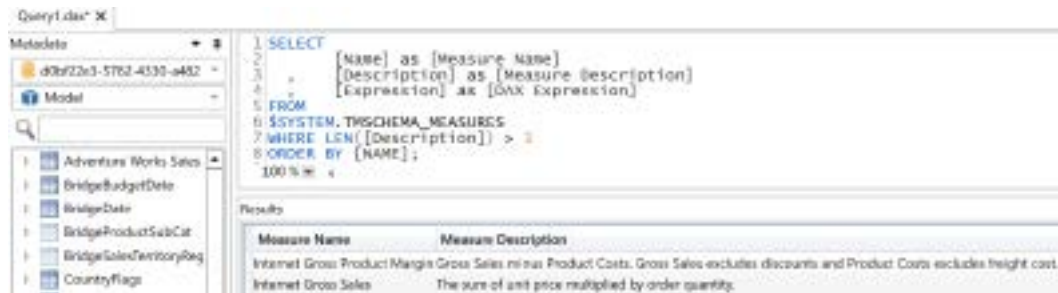 Query1.dax*
Metadata
d0bf22e3-5782-4330-a482
Model
Adventure Works Sales
BridgeBudgetDate
BridgeDate
BridgeProductSubCat
BridgeSalesTerritoryReg
CountryFlags
1 SELECT
2 [Name] as [Measure Name]
3 , [Description] as [Measure Description]
4 , [Expression] as [DAX Expression]
5 FROM
6 $SYSTEM.TMSCHEMA_MEASURES
7 WHERE LEN([Description]) > 1
8 ORDER BY [NAME];
100 %
Results
Measure Name Measure Description
Internet Gross Product Margin Gross Sales minus Product Costs. Gross Sales excludes discounts and Product Costs excludes freight cost.
Internet Gross Sales The sum of unit price multiplied by order quantity.